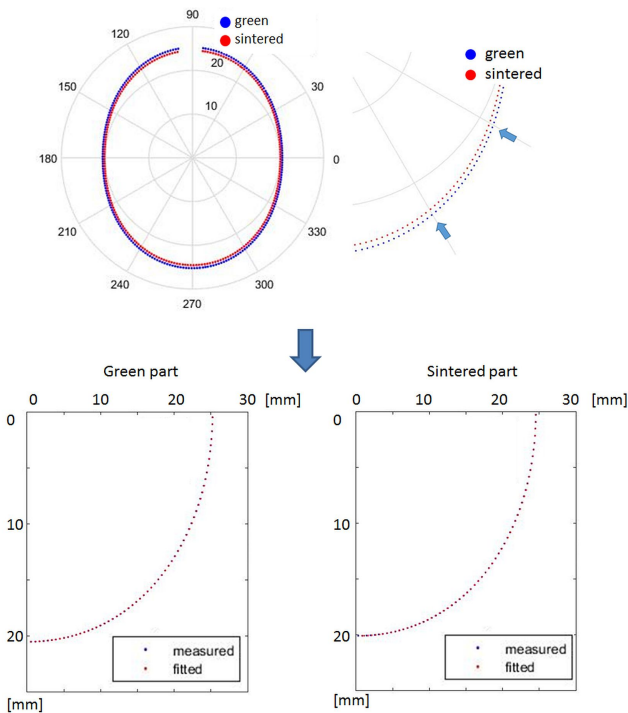 90
120
green
sintered
20
10
150
30
180
0
210
330
240
300
270
green
sintered
Green part
0 10 20 30 [mm]
0
10
20
[mm]
measured
fitted
Sintered part
0 10 20 30 [mm]
0
10
20
[mm]
measured
fitted